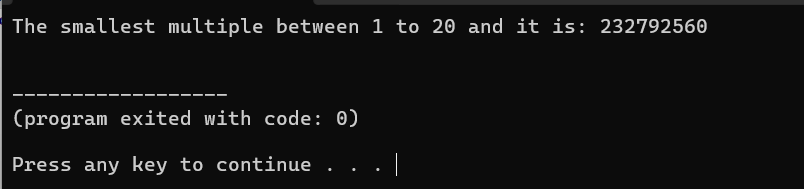 The smallest multiple between 1 to 20 and it is: 232792560
------------------
(program exited with code: 0)
Press any key to continue . . .